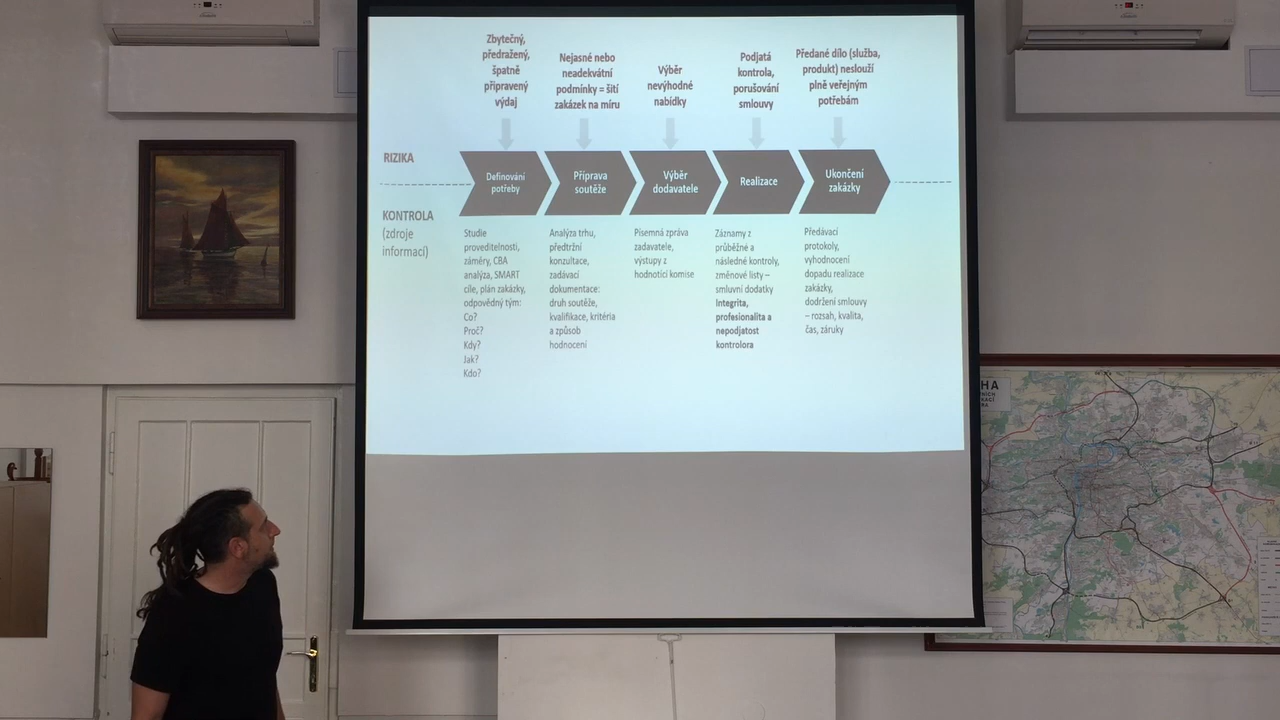 Zbytečný,
předražený,
špatně
připravený
výdaj
Nejasné nebo
neadekvátní
podmínky = šití
zakázek na míru
Výběr
nevýhodné
nabídky
Podjatá
kontrola,
porušování
smlouvy
Předané dílo (služba,
produkt) neslouží
plně veřejným
potřebám
RIZIKA
Definování
potřeby
Příprava
soutěže
Výběr
dodavatele
Realizace
Ukončení
zakázky
KONTROLA
(zdroje
informací)
Studie
proveditelnosti,
záměry, CBA
analýza, SMART
cíle, plán zakázky,
odpovědný tým:
Co?
Proč?
Kdy?
Jak?
Kdo?
Analýza trhu,
předtržní
konzultace,
zadávací
dokumentace:
druh soutěže,
kvalifikace, kritéria
a způsob
hodnocení
Písemná zpráva
zadavatele,
výstupy z
hodnotící komise
Záznamy z
průběžné a
následné kontroly,
změnové listy –
smluvní dodatky
Integrita,
profesionalita a
nepodjatost
kontrolora
Předávací
protokoly,
vyhodnocení
dopadu realizace
zakázky,
dodržení smlouvy
– rozsah, kvalita,
čas, záruky
HA